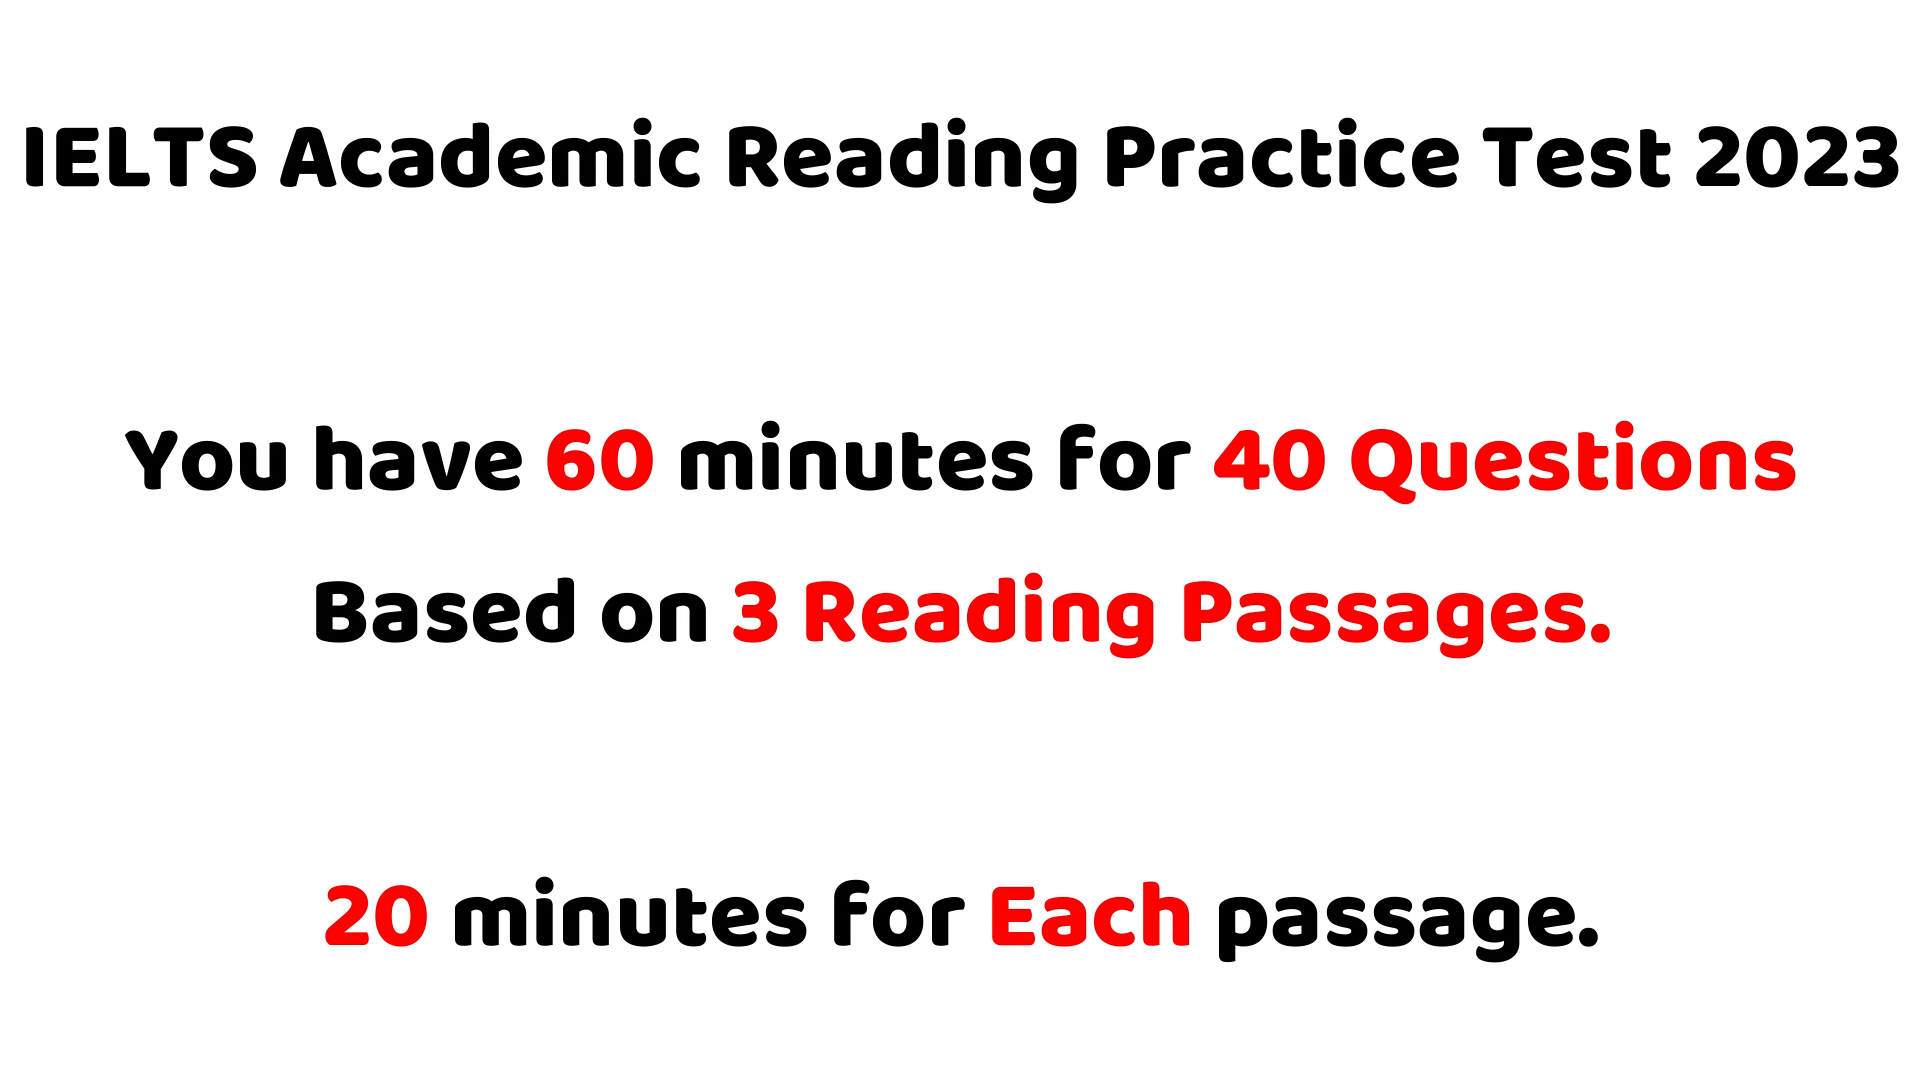 IELTS Academic Reading Practice Test 2023
You have 60 minutes for 40 Questions
Based on 3 Reading Passages.
20 minutes for Each passage.